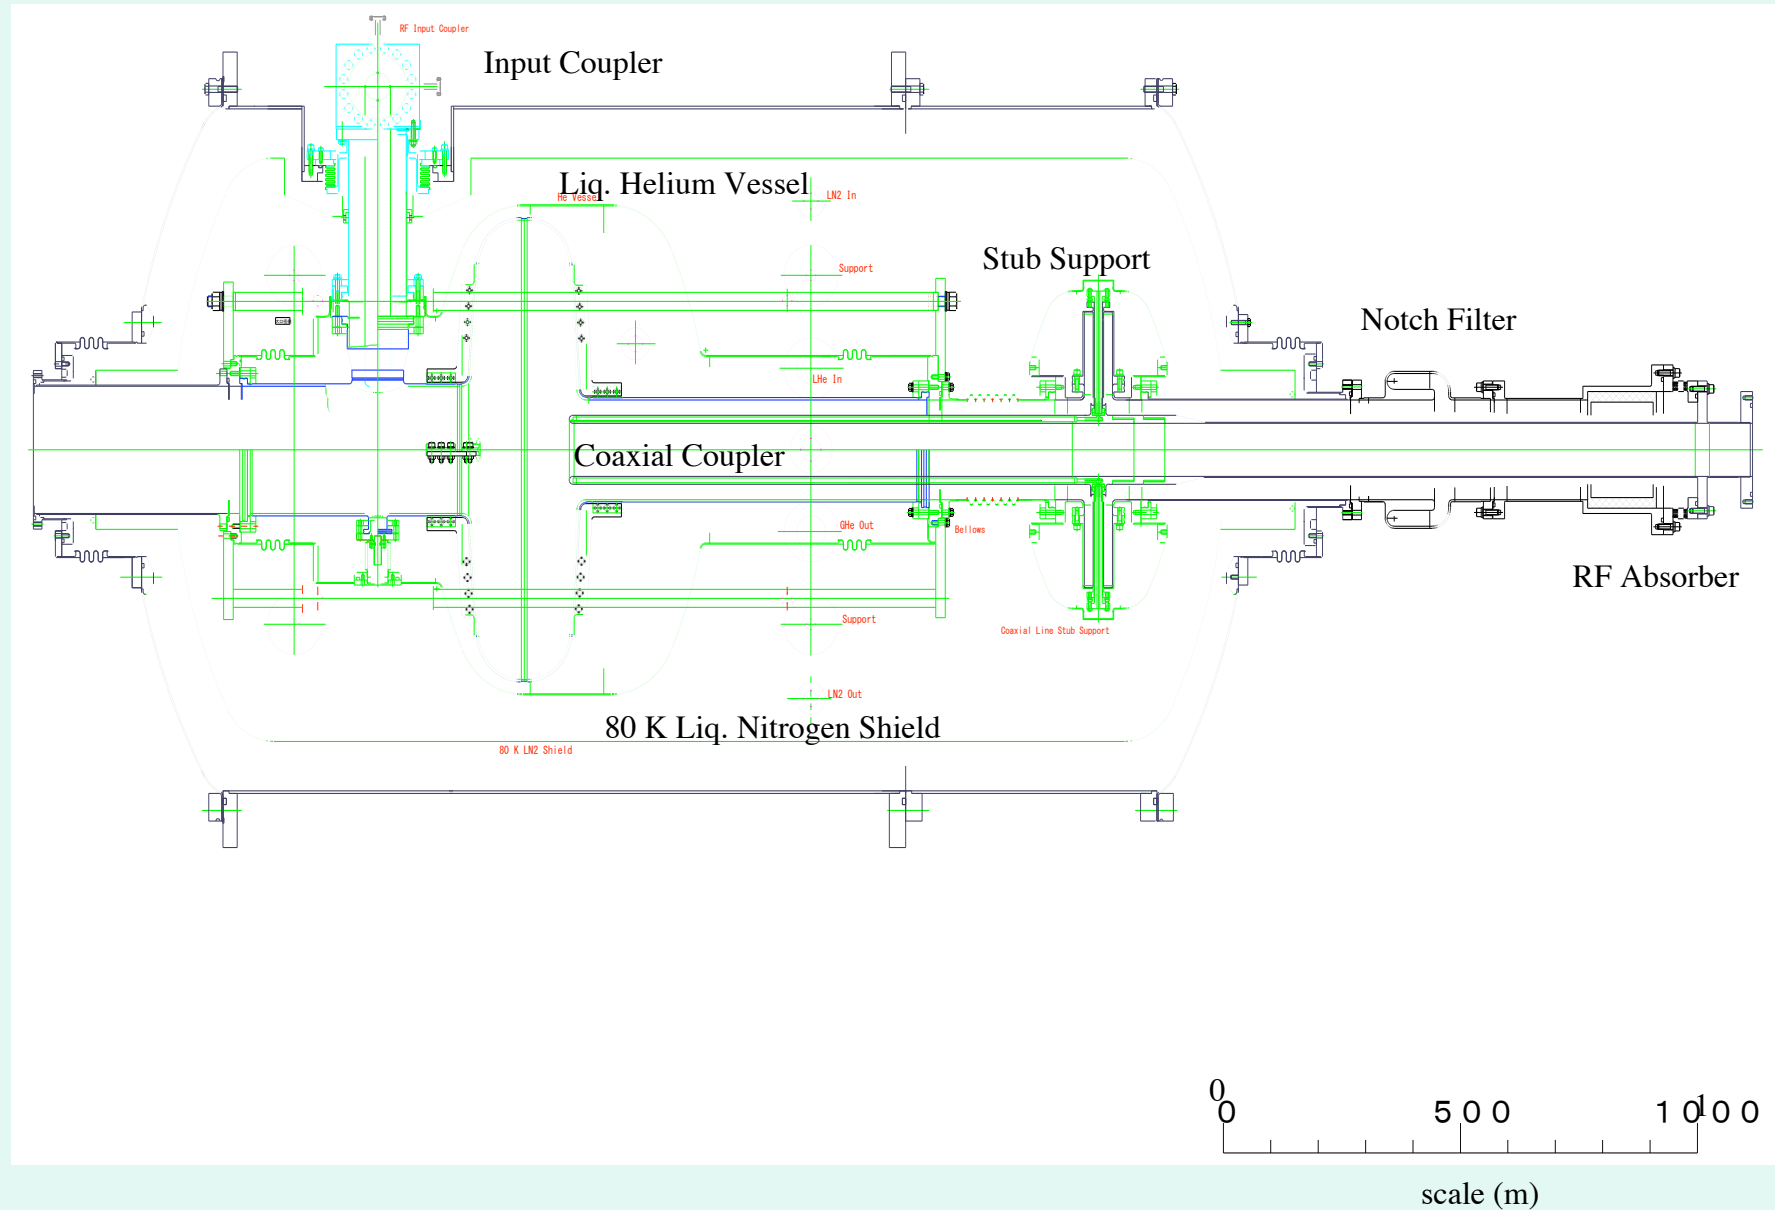 RF Input Coupler
Input Coupler
Liq. Helium Vessel
He Vessel
LN2 In
Stub Support
Support
Notch Filter
LHe In
Coaxial Coupler
GHe Out
Bellows
RF Absorber
Support
Coaxial Line Stub Support
LN2 Out
80 K Liq. Nitrogen Shield
80 K LN2 Shield
0 1
0 500 1000
scale (m)